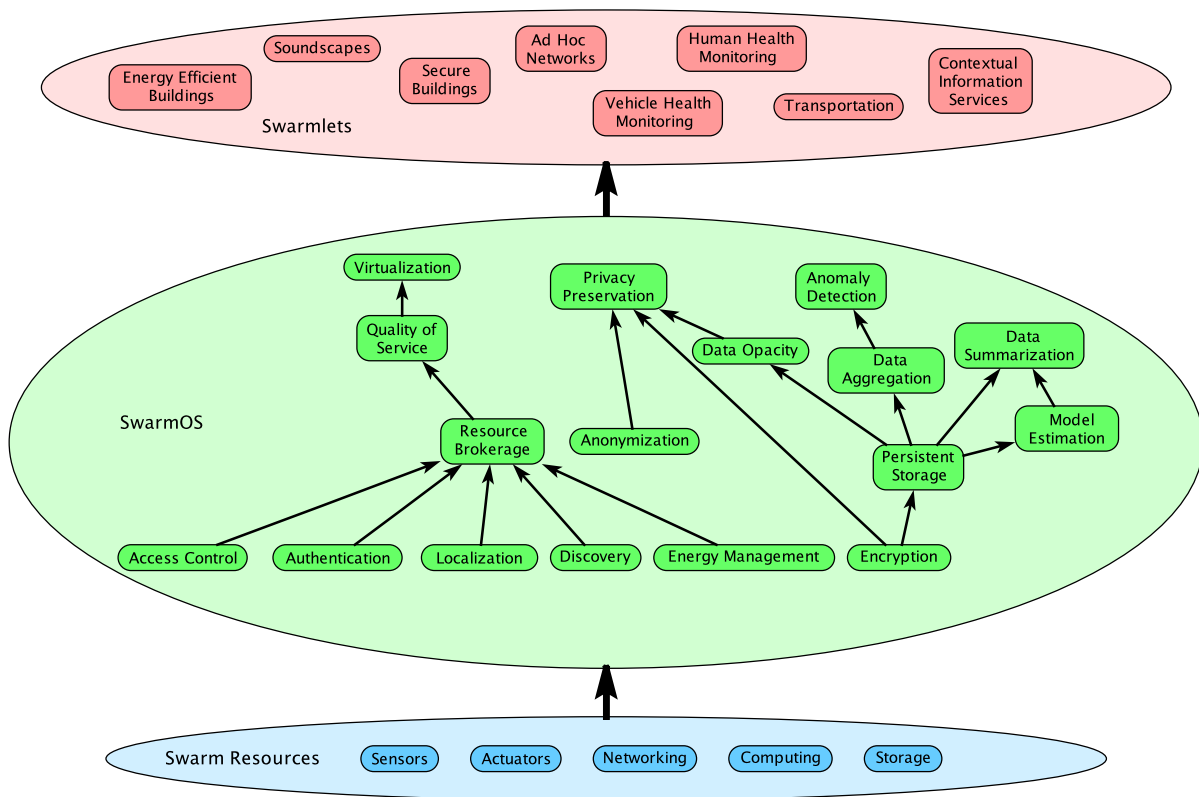 Soundscapes
Ad Hoc
Networks
Human Health
Monitoring
Energy Efficient
Buildings
Secure
Buildings
Contextual
Information
Services
Vehicle Health
Monitoring
Transportation
Swarmlets
Virtualization
Privacy
Preservation
Anomaly
Detection
Quality of
Service
Data Opacity
Data
Aggregation
Data
Summarization
SwarmOS
Resource
Brokerage
Anonymization
Model
Estimation
Persistent
Storage
Access Control
Authentication
Localization
Discovery
Energy Management
Encryption
Swarm Resources
Sensors
Actuators
Networking
Computing
Storage